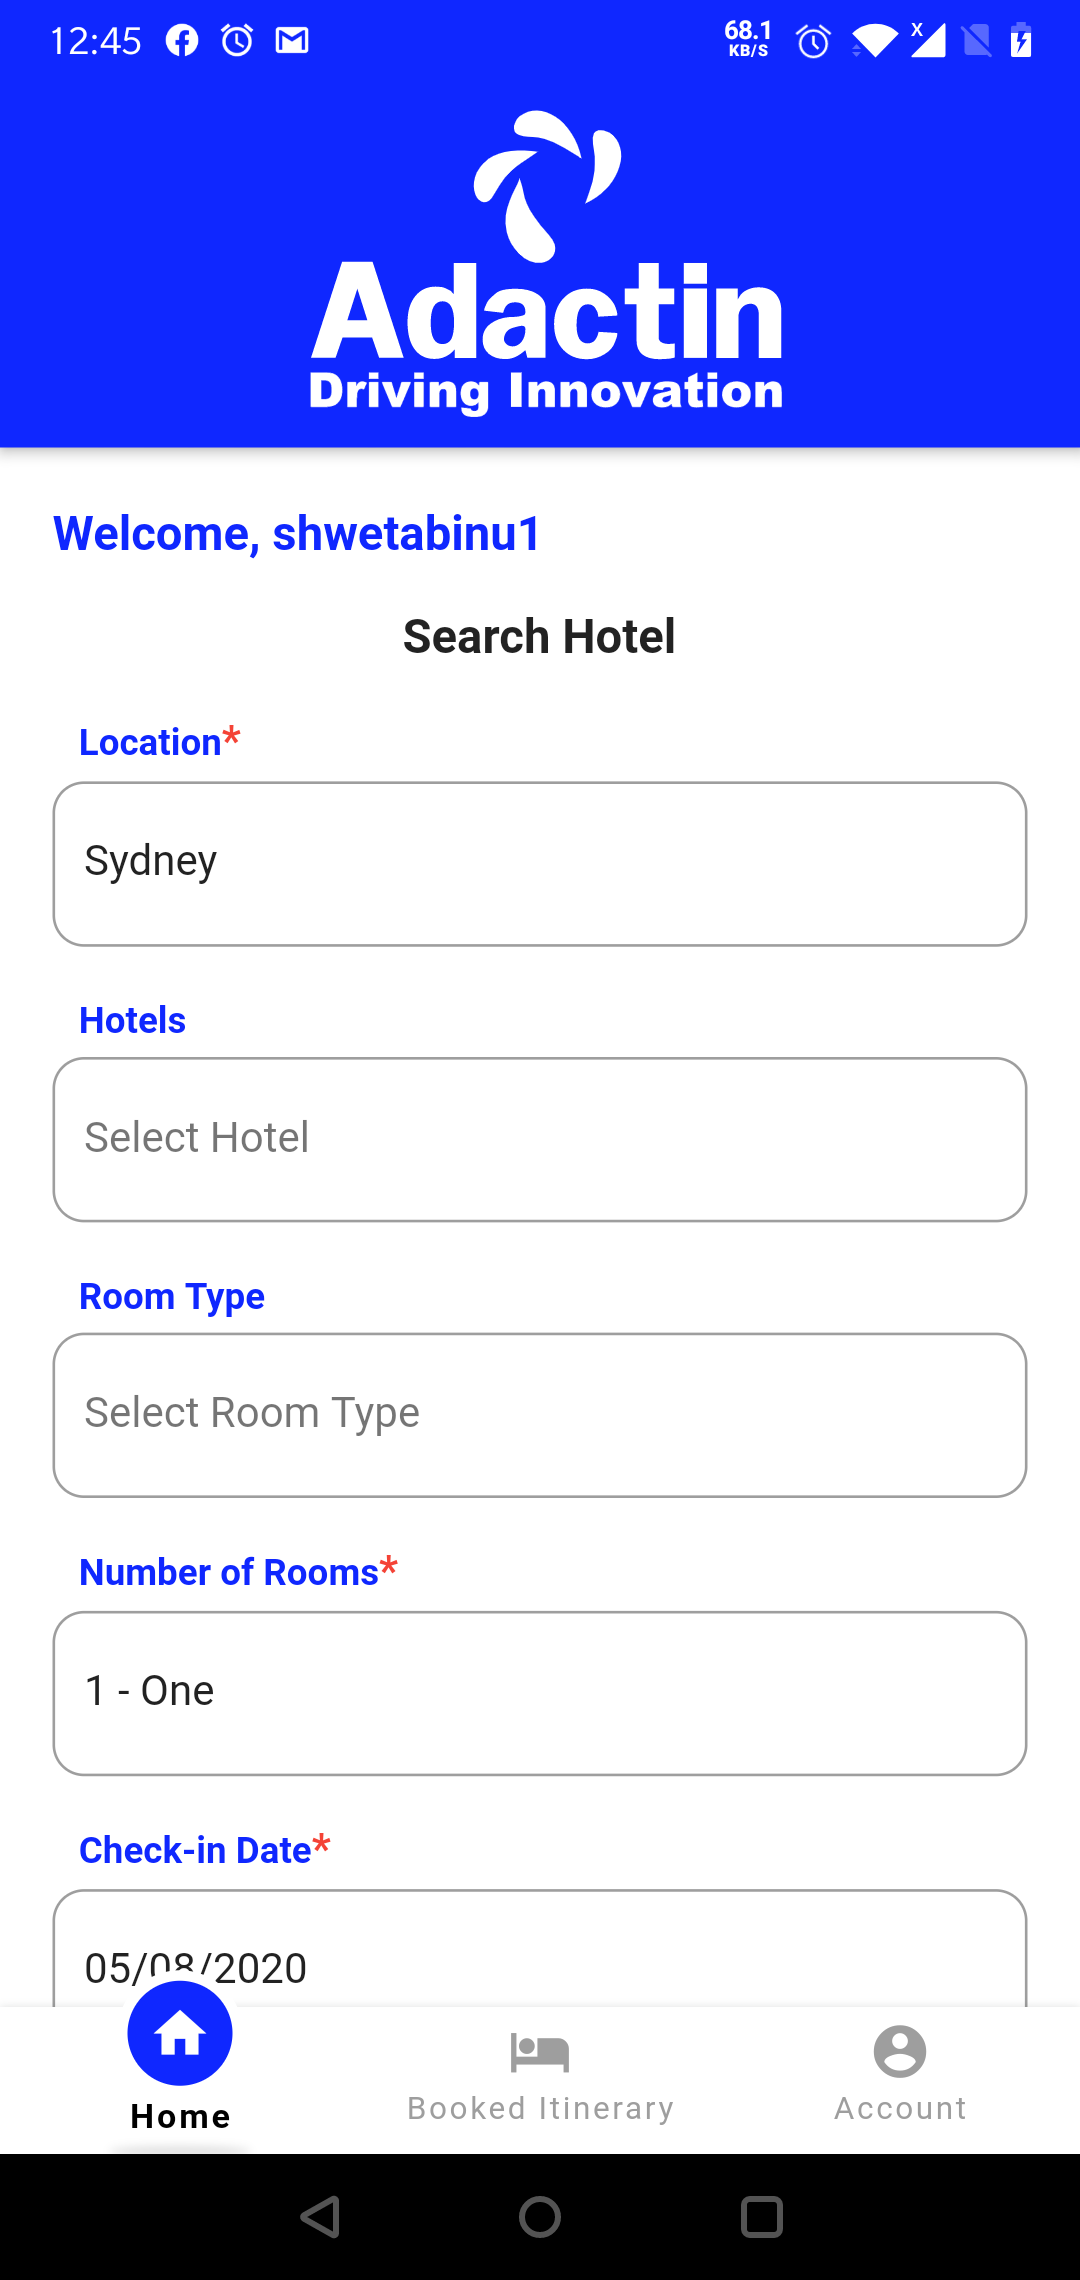 12:45
68.1
KB/S
X
Adactin
Driving Innovation
Welcome, shwetabinu1
Search Hotel
Location*
Sydney
Hotels
Select Hotel
Room Type
Select Room Type
Number of Rooms*
1 - One
Check-in Date*
05/08/2020
Home
Booked Itinerary
Account